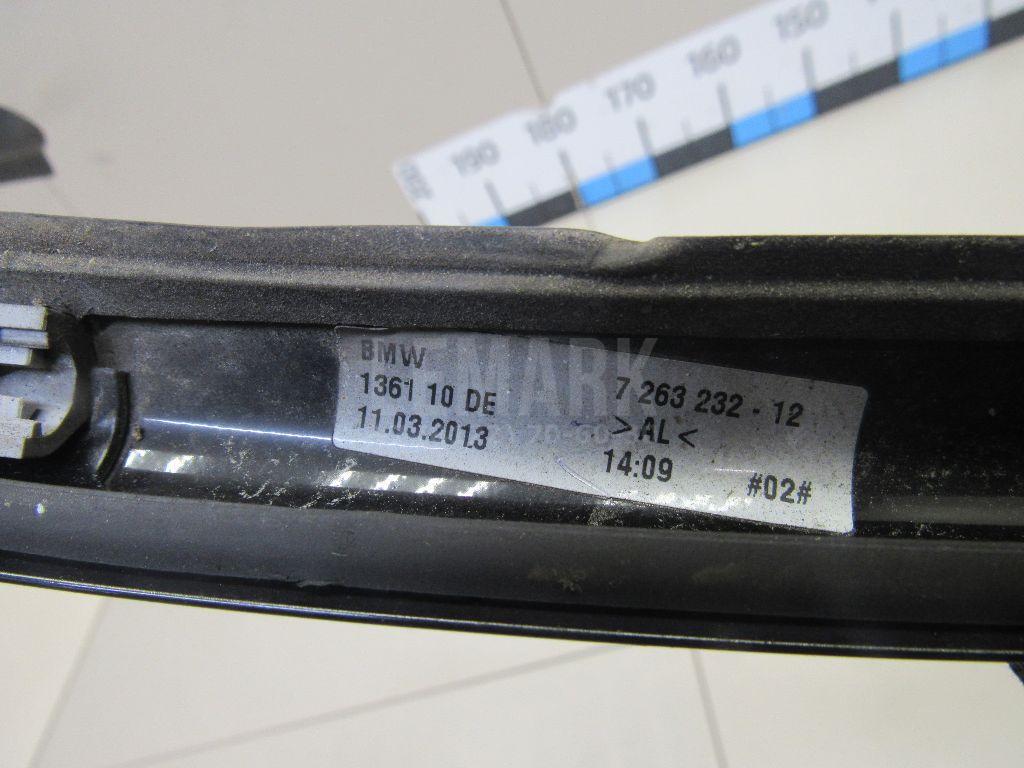 190 180 170 160 150
BMW
1361 10 DE 7 263 232 - 12
11.03.2013 >AL<
14:09 #02#
EMARK